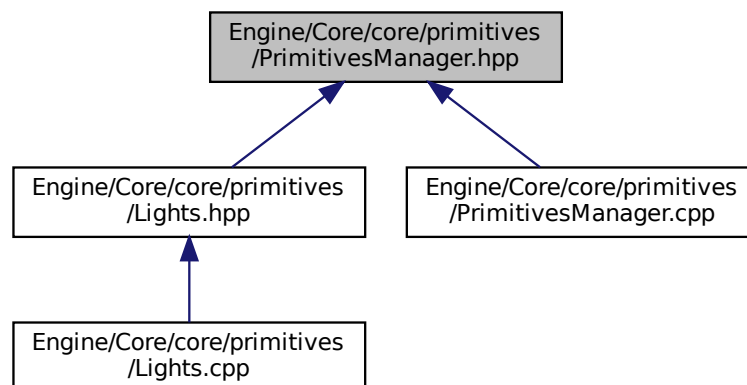 Engine/Core/core/primitives
/PrimitivesManager.hpp
Engine/Core/core/primitives
/Lights.hpp
Engine/Core/core/primitives
/PrimitivesManager.cpp
Engine/Core/core/primitives
/Lights.cpp